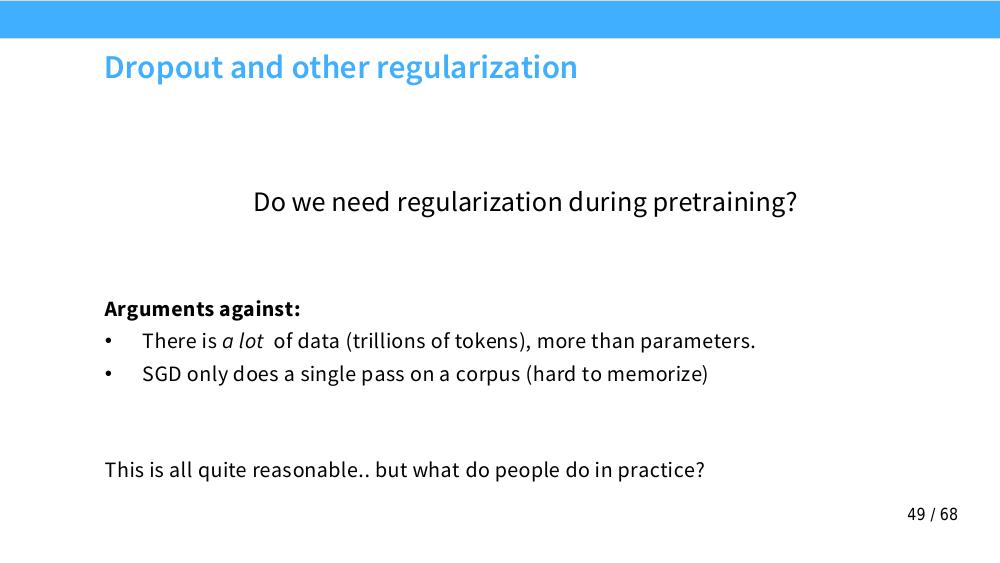 Dropout and other regularization
Do we need regularization during pretraining?
Arguments against:
• There is a lot of data (trillions of tokens), more than parameters.
• SGD only does a single pass on a corpus (hard to memorize)
This is all quite reasonable.. but what do people do in practice?
49 / 68